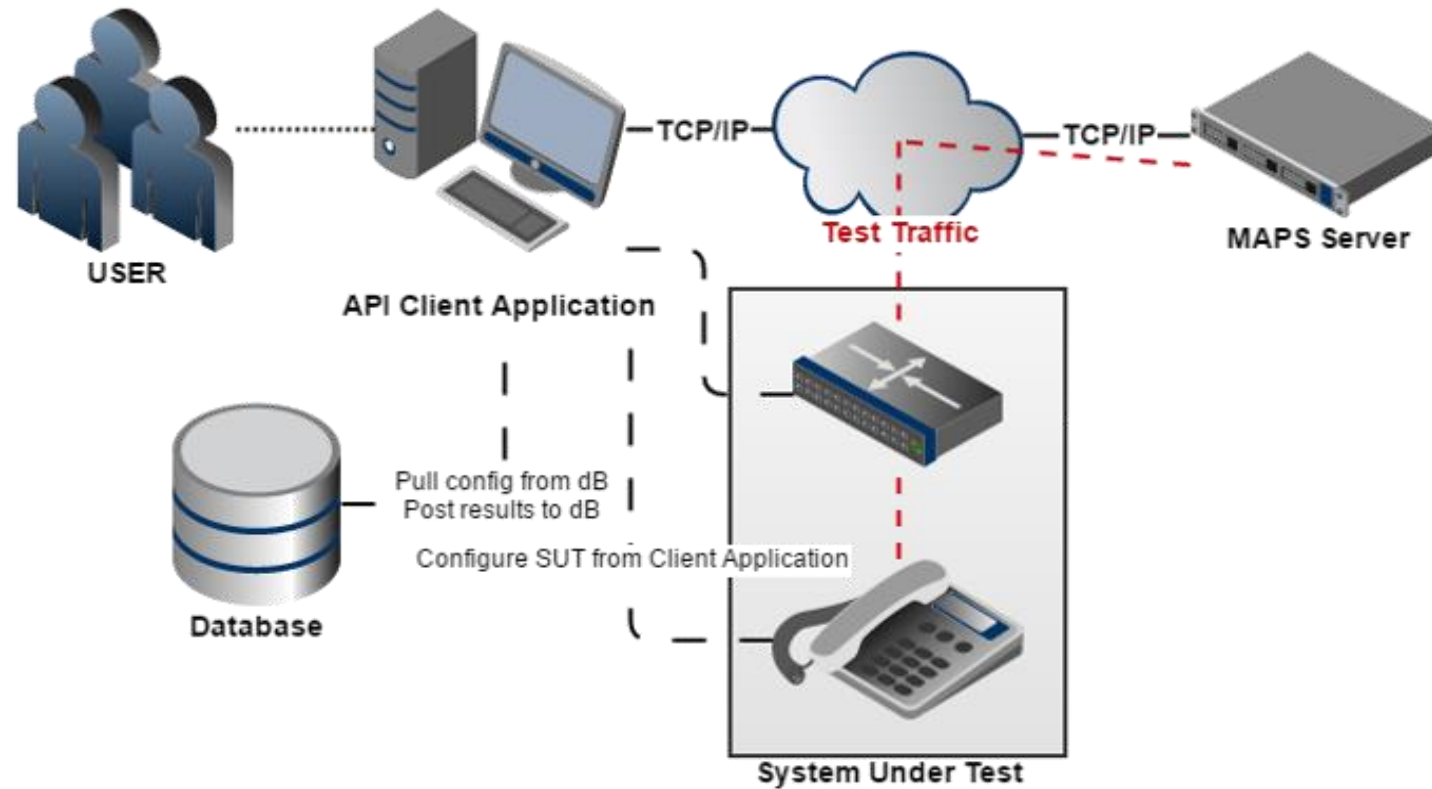 TCP/IP
TCP/IP
Test Traffic
MAPS Server
USER
API Client Application
Pull config from dB
Post results to dB
Configure SUT from Client Application
Database
System Under Test